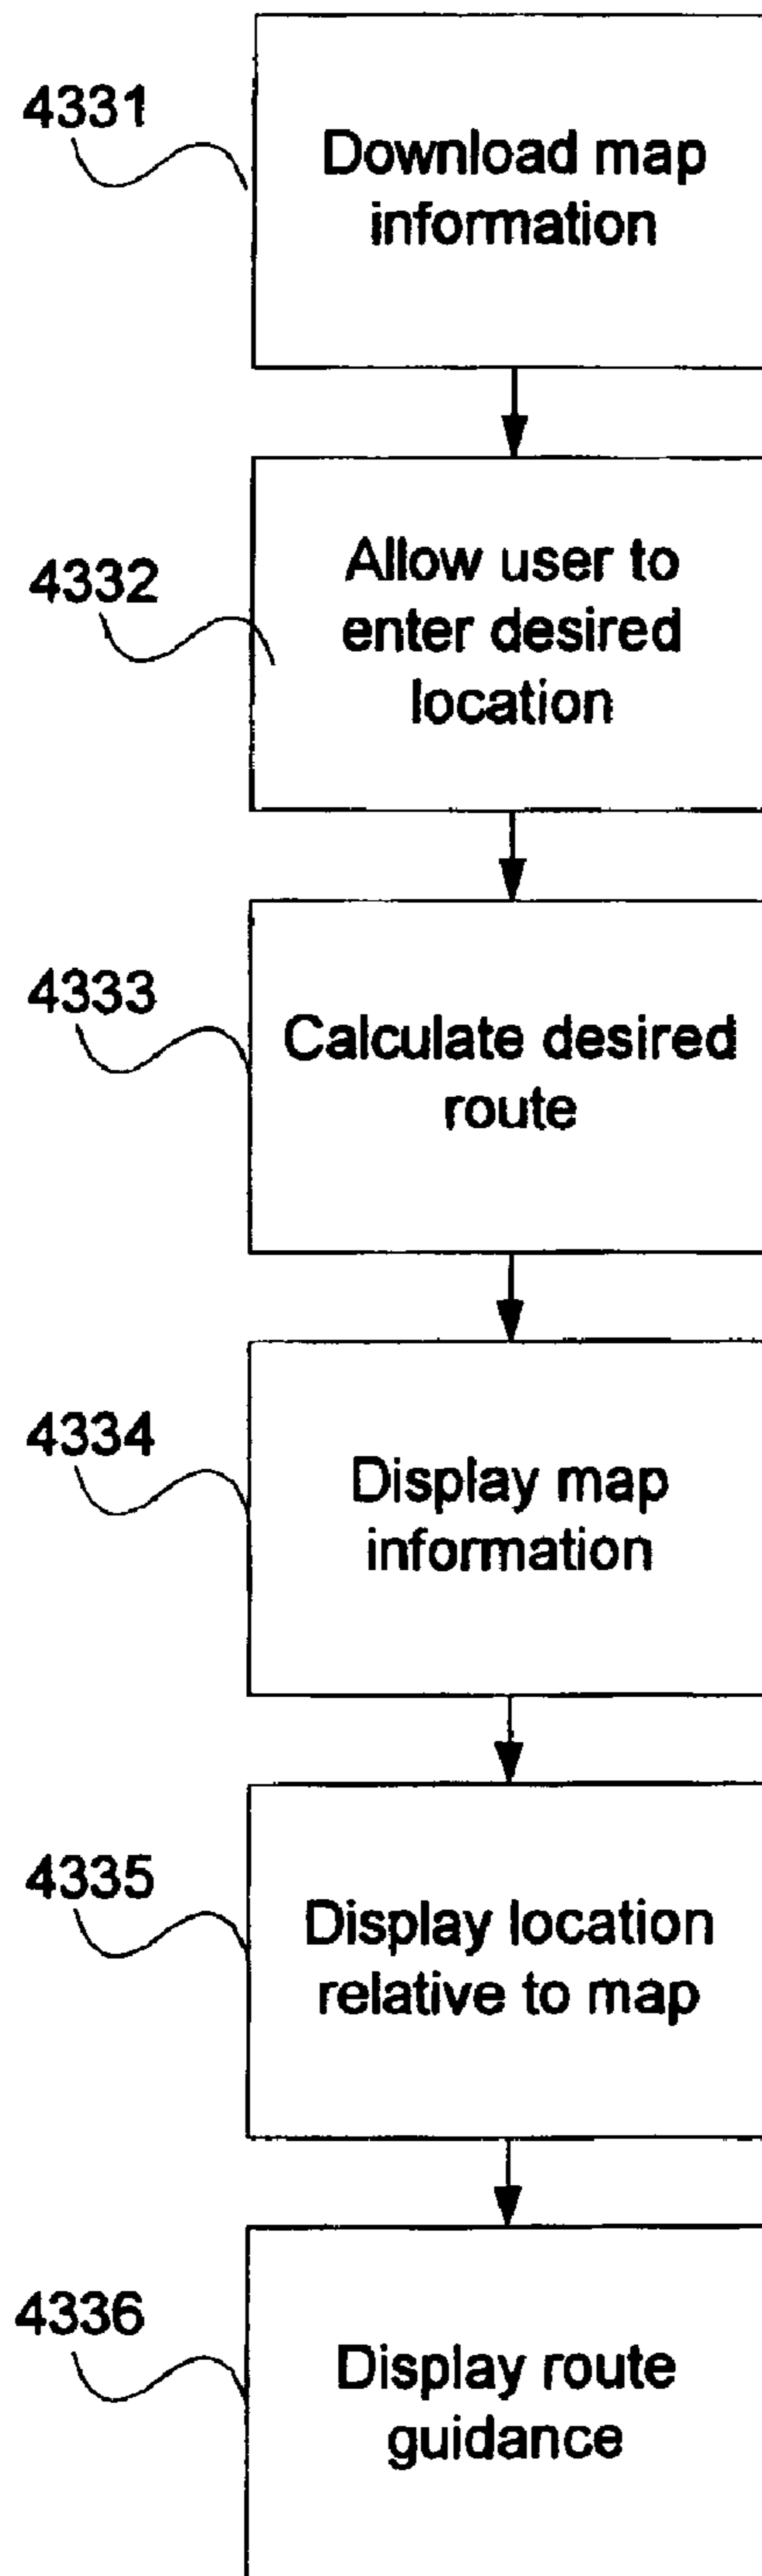 4331
Download map
information
4332
Allow user to
enter desired
location
4333
Calculate desired
route
4334
Display map
information
4335
Display location
relative to map
4336
Display route
guidance